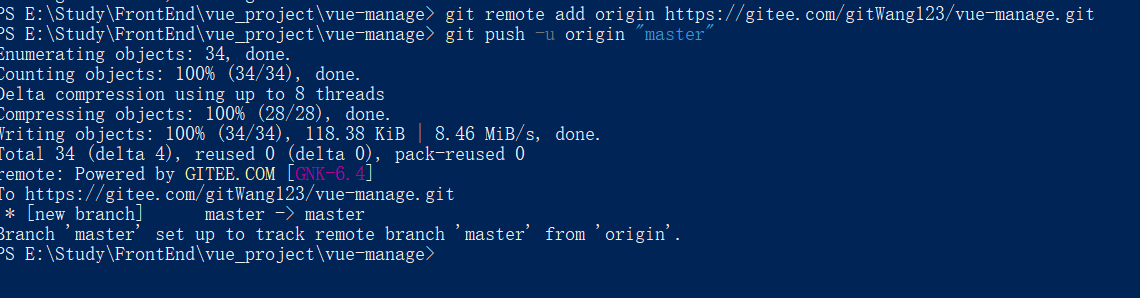 PS E:\Study\FrontEnd\vue_project\vue-manage> git remote add origin https://gitee.com/gitWang123/vue-manage.git
PS E:\Study\FrontEnd\vue_project\vue-manage> git push -u origin "master"
Enumerating objects: 34, done.
Counting objects: 100% (34/34), done.
Delta compression using up to 8 threads
Compressing objects: 100% (28/28), done.
Writing objects: 100% (34/34), 118.38 KiB | 8.46 MiB/s, done.
Total 34 (delta 4), reused 0 (delta 0), pack-reused 0
remote: Powered by GITEE.COM [GNK-6.4]
To https://gitee.com/gitWang123/vue-manage.git
 * [new branch]      master -> master
Branch 'master' set up to track remote branch 'master' from 'origin'.
PS E:\Study\FrontEnd\vue_project\vue-manage>